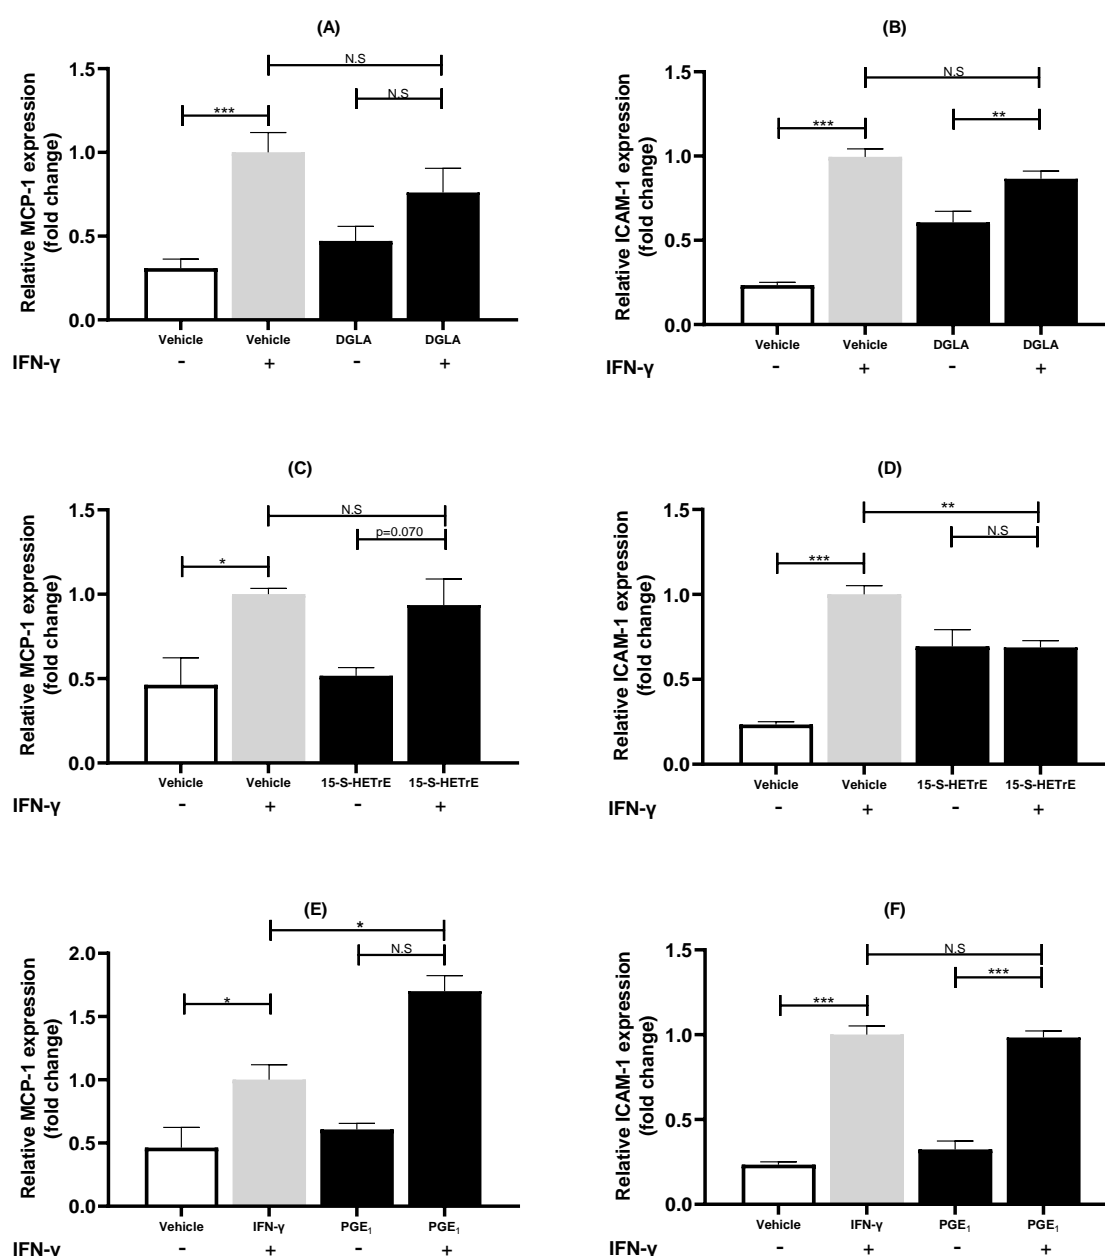 (A)
N.S
N.S
***
Relative MCP-1 expression
(fold change)
1.5
1.0
0.5
0.0
Vehicle Vehicle DGLA DGLA
IFN-γ - + - +
(B)
N.S
**
***
Relative ICAM-1 expression
(fold change)
1.5
1.0
0.5
0.0
Vehicle Vehicle DGLA DGLA
IFN-γ - + - +
(C)
N.S
p=0.070
*
Relative MCP-1 expression
(fold change)
1.5
1.0
0.5
0.0
Vehicle Vehicle 15-S-HETrE 15-S-HETrE
IFN-γ - + - +
(D)
**
N.S
***
Relative ICAM-1 expression
(fold change)
1.5
1.0
0.5
0.0
Vehicle Vehicle 15-S-HETrE 15-S-HETrE
IFN-γ - + - +
(E)
*
N.S
*
Relative MCP-1 expression
(fold change)
2.0
1.5
1.0
0.5
0.0
Vehicle IFN-γ PGE₁ PGE₁
IFN-γ - + - +
(F)
N.S
***
***
Relative ICAM-1 expression
(fold change)
1.5
1.0
0.5
0.0
Vehicle IFN-γ PGE₁ PGE₁
IFN-γ - + - +